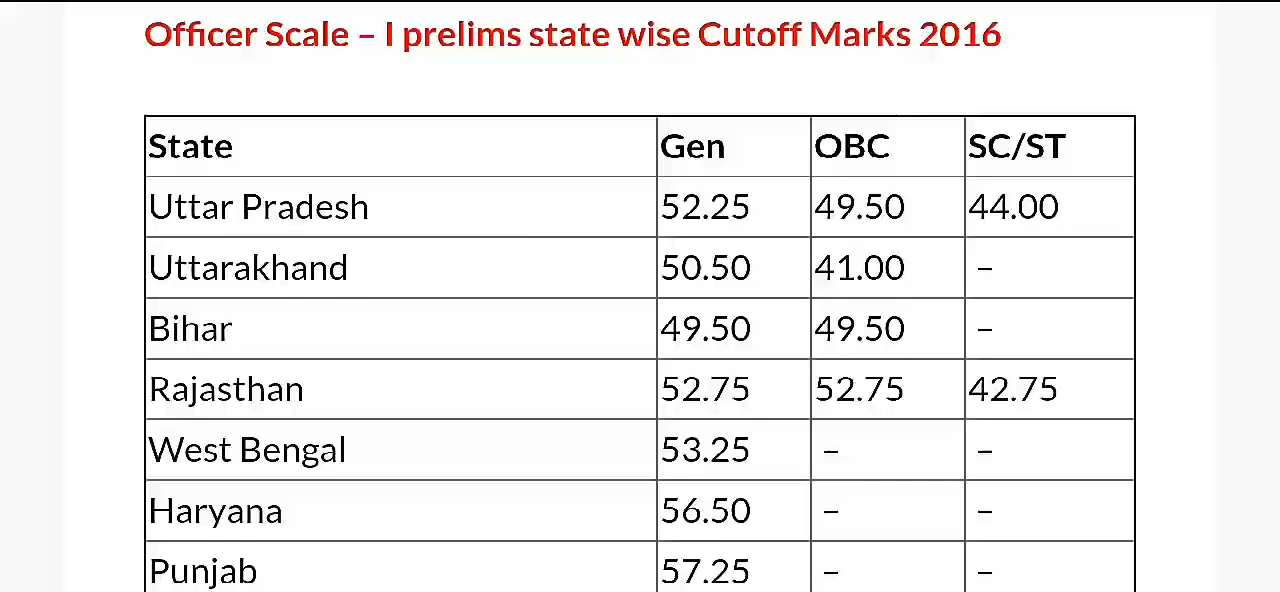 Officer Scale – I prelims state wise Cutoff Marks 2016
State Gen OBC SC/ST
Uttar Pradesh 52.25 49.50 44.00
Uttarakhand 50.50 41.00 –
Bihar 49.50 49.50 –
Rajasthan 52.75 52.75 42.75
West Bengal 53.25 – –
Haryana 56.50 – –
Punjab 57.25 – –